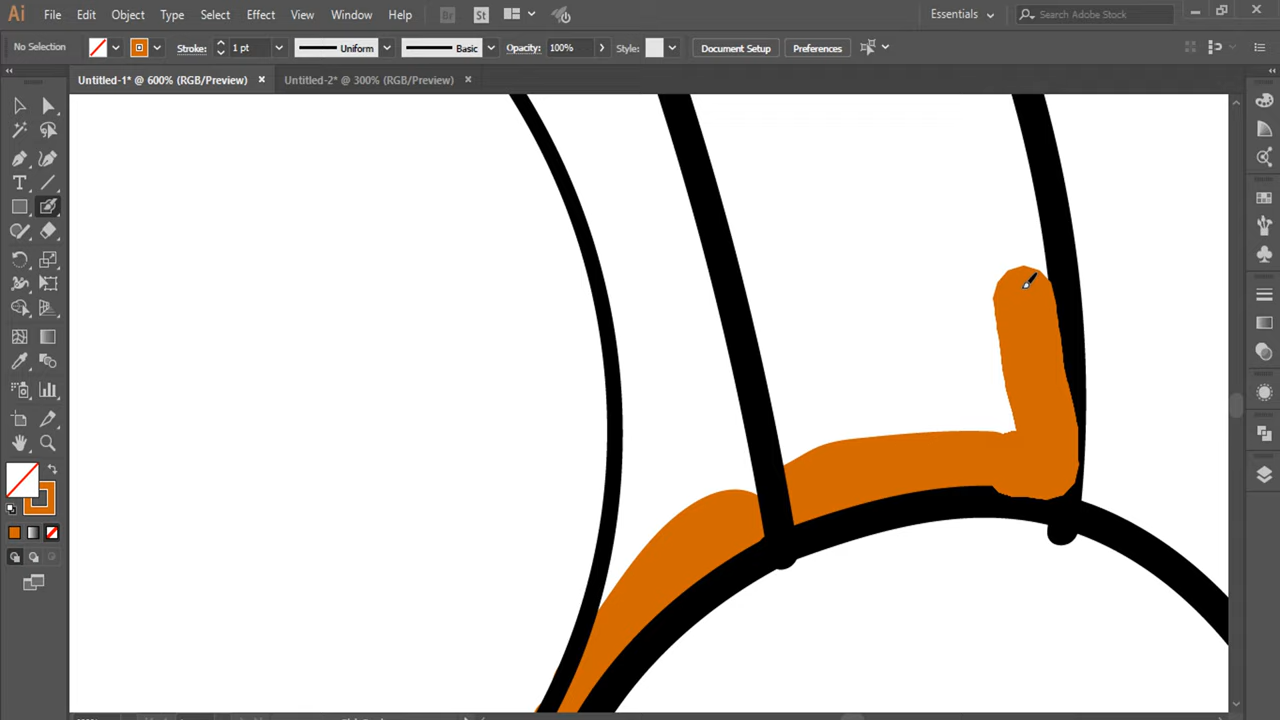 Ai File Edit Object Type Select Effect View Window Help Br St Essentials Search Adobe Stock
No Selection Stroke: 1 pt Uniform Basic Opacity: 100% Style: Document Setup Preferences
Untitled-1* @ 600% (RGB/Preview) Untitled-2* @ 300% (RGB/Preview)
T